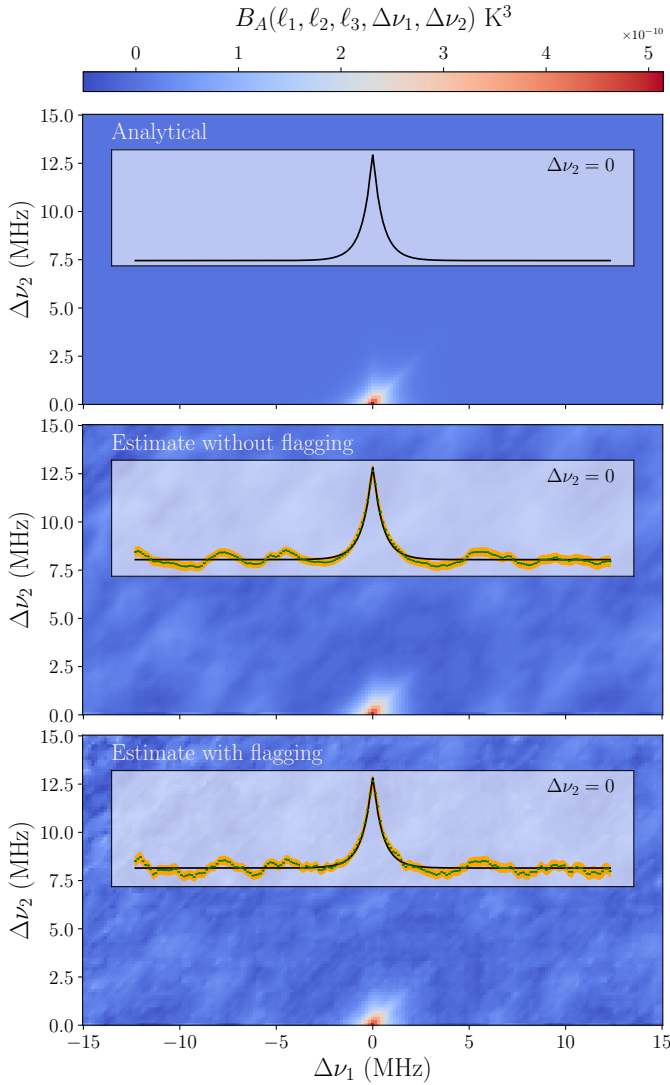 B_A(ℓ₁, ℓ₂, ℓ₃, Δν₁, Δν₂) K³
×10⁻¹⁰
0 1 2 3 4 5
Analytical
Δν₂ = 0
15.0
12.5
10.0
7.5
5.0
2.5
0.0
Δν₂ (MHz)
Estimate without flagging
Δν₂ = 0
15.0
12.5
10.0
7.5
5.0
2.5
0.0
Δν₂ (MHz)
Estimate with flagging
Δν₂ = 0
15.0
12.5
10.0
7.5
5.0
2.5
0.0
Δν₂ (MHz)
−15 −10 −5 0 5 10 15
Δν₁ (MHz)